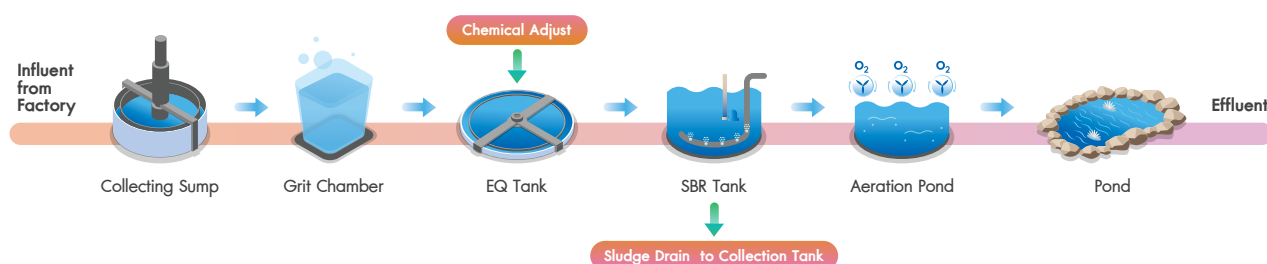 Chemical Adjust
Influent
from
Factory
O₂ O₂ O₂
Effluent
Collecting Sump
Grit Chamber
EQ Tank
SBR Tank
Aeration Pond
Pond
Sludge Drain to Collection Tank